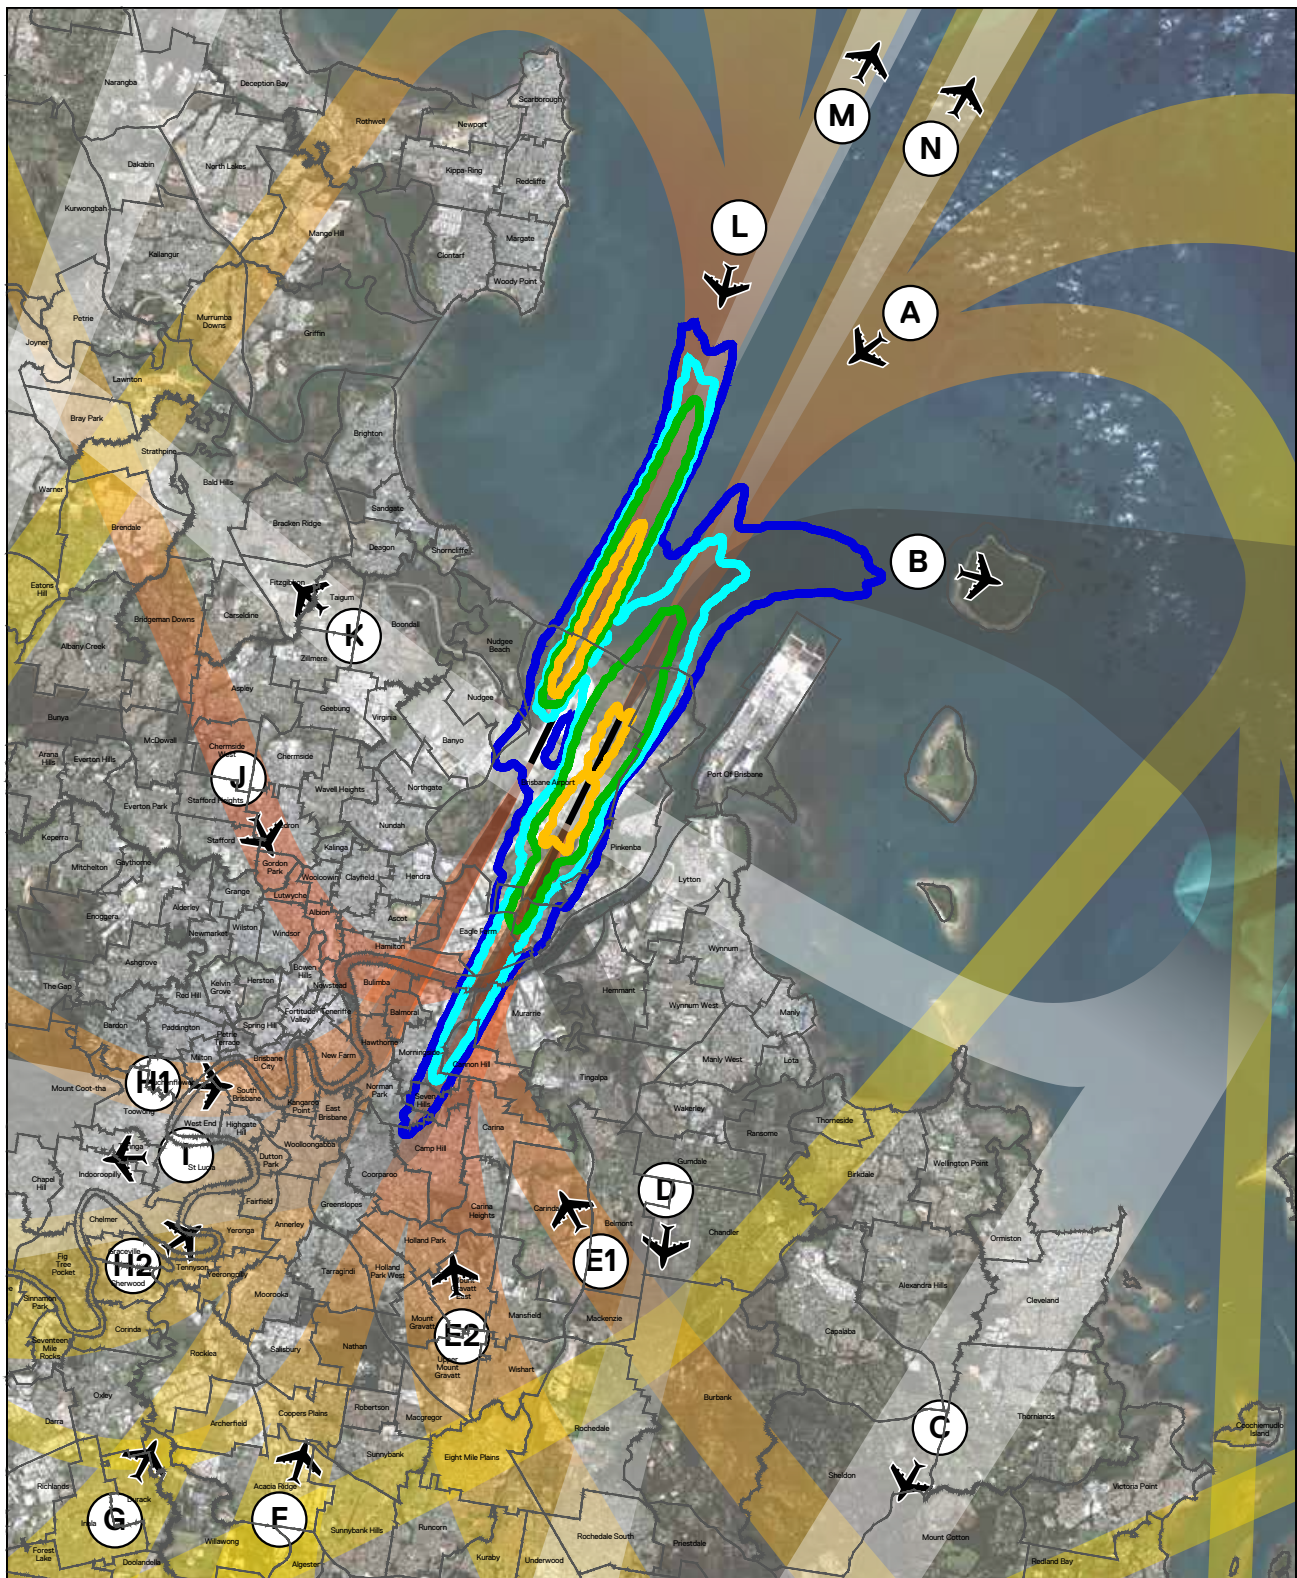 Narangba
Deception Bay
Scarborough
Rothwell
Newport
M
N
Dakabin
North Lakes
Kippa-Ring
Redcliffe
Kurwongbah
Mango Hill
Margate
L
Kallangur
Clontarf
Woody Point
A
Petrie
Murrumba
Downs
Griffin
Joyner
Lawnton
Bray Park
Brighton
Strathpine
Bald Hills
Warner
Sandgate
Brendale
Bracken Ridge
Deagon
Shorncliffe
B
Eatons
Hill
Fitzgibbon
Taigum
Carseldine
Bridgeman Downs
Boondall
K
Albany Creek
Zillmere
Nudgee
Beach
Aspley
Nudgee
Bunya
Geebung
Virginia
McDowall
Banyo
Chermside
West
Chermside
Arana
Hills
Everton Hills
J
Brisbane Airport
Port Of Brisbane
Wavell Heights
Northgate
Stafford Heights
Everton Park
Nundah
Keperra
Stafford
Kalinga
Pinkenba
Mitchelton
Gaythorne
Gordon
Park
Wooloowin
Clayfield
Hendra
Lytton
Grange
Lutwyche
Alderley
Albion
Ascot
Enoggera
Wilston
Newmarket
Windsor
Eagle Farm
Hamilton
Wynnum
Ashgrove
Bowen
Hills
The Gap
Kelvin
Grove
Herston
Newstead
Bulimba
Hemmant
Red Hill
Wynnum West
Fortitude
Valley
Teneriffe
Balmoral
Murarrie
Manly
Bardon
Paddington
Spring Hill
Petrie
Terrace
Hawthorne
Milton
Brisbane
City
New Farm
Morningside
Cannon Hill
Manly West
Lota
H1
Mount Coot-tha
South
Brisbane
Norman
Park
Tingalpa
Toowong
Kangaroo
Point
East
Brisbane
Seven
Hills
Wakerley
West End
Highgate
Hill
Carina
Thorneside
Ransome
Woolloongabba
Camp Hill
I
St Lucia
Dutton
Park
Indooroopilly
Coorparoo
Gumdale
Birkdale
Wellington Point
Chapel
Hill
D
Fairfield
Greenslopes
Carina
Heights
Carindale
Chelmer
Annerley
Belmont
Chandler
Yeronga
Holland Park
Ormiston
Graceville
H2
Tennyson
Yeerongpilly
Fig
Tree
Pocket
Sherwood
Tarragindi
Holland
Park West
E1
Mount
Gravatt
East
Alexandra Hills
Cleveland
Sinnamon
Park
Moorooka
Mount
Gravatt
Mansfield
Mackenzie
Corinda
E2
Capalaba
Seventeen
Mile
Rocks
Rocklea
Salisbury
Nathan
Upper
Mount
Gravatt
Wishart
Oxley
Robertson
Burbank
Darra
Archerfield
Coopers Plains
Macgregor
Rochedale
C
Thornlands
Coochiemudlo
Island
Sunnybank
Eight Mile Plains
Sheldon
Richlands
Acacia Ridge
Victoria Point
Durack
G
Inala
F
Sunnybank Hills
Runcorn
Rochedale South
Mount Cotton
Willawong
Priestdale
Forest
Lake
Doolandella
Algester
Kuraby
Underwood
Redland Bay